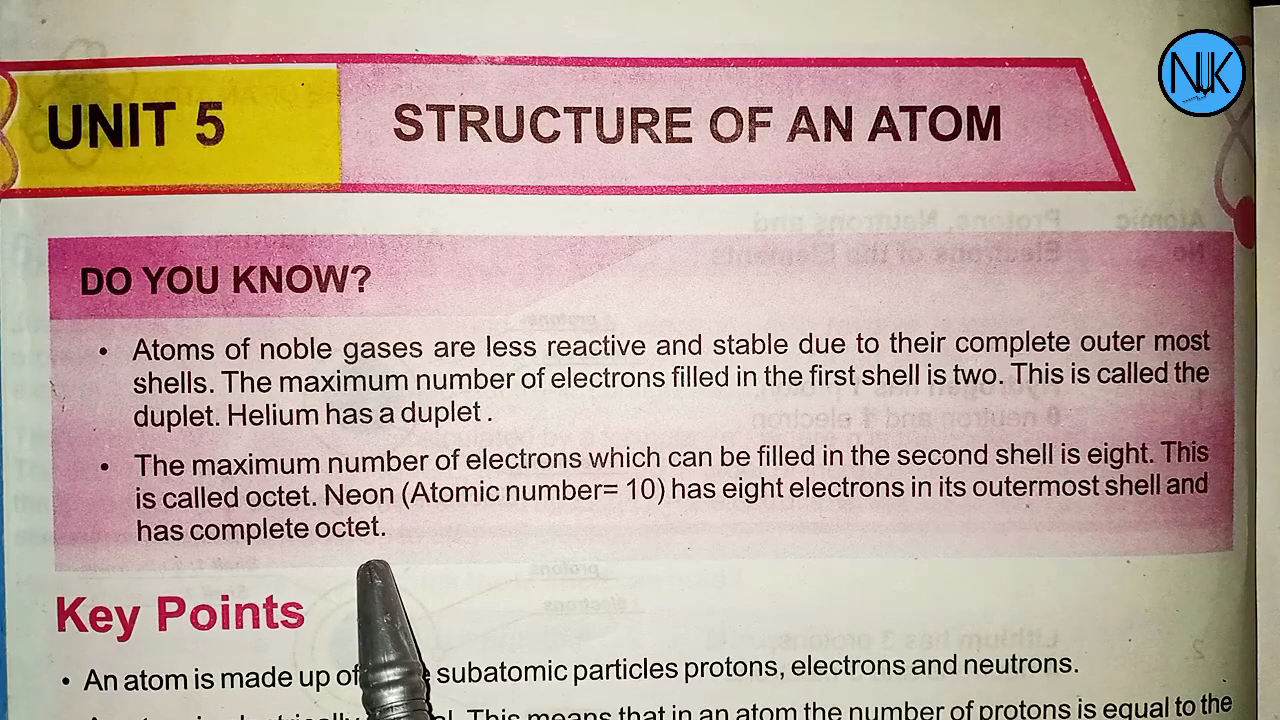 NJK
UNIT 5
STRUCTURE OF AN ATOM
DO YOU KNOW?
• Atoms of noble gases are less reactive and stable due to their complete outer most
shells. The maximum number of electrons filled in the first shell is two. This is called the
duplet. Helium has a duplet .
• The maximum number of electrons which can be filled in the second shell is eight. This
is called octet. Neon (Atomic number= 10) has eight electrons in its outermost shell and
has complete octet.
Key Points
• An atom is made up of subatomic particles protons, electrons and neutrons.
This means that in an atom the number of protons is equal to the